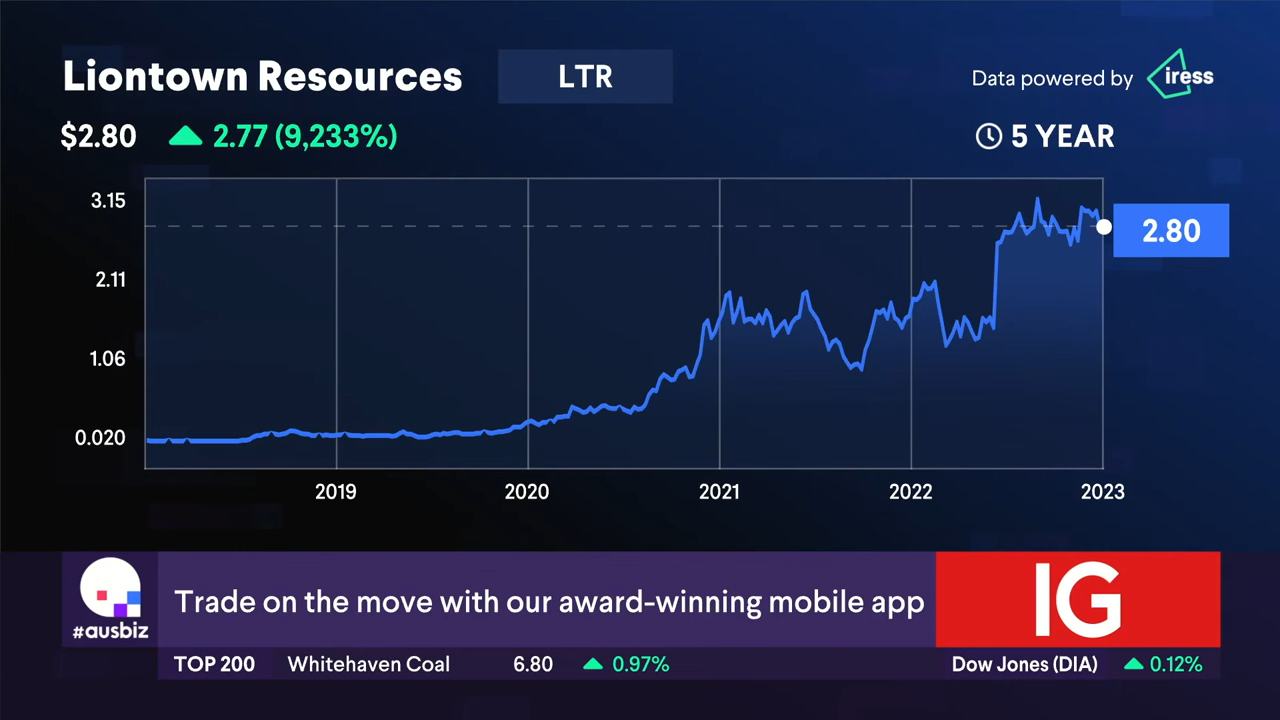 Liontown Resources LTR
Data powered by iress
$2.80 ▲ 2.77 (9,233%)
5 YEAR
3.15
2.11
1.06
0.020
2.80
2019 2020 2021 2022 2023
#ausbiz
Trade on the move with our award-winning mobile app
IG
TOP 200 Whitehaven Coal 6.80 ▲ 0.97%
Dow Jones (DIA) ▲ 0.12%